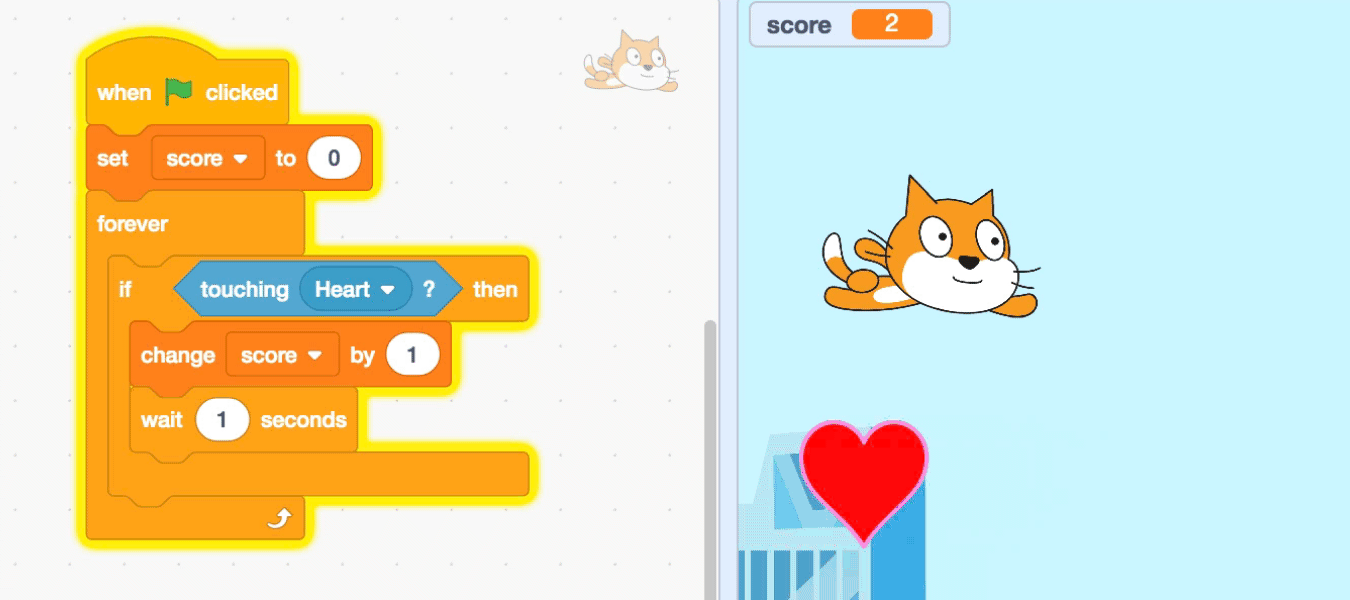 when clicked
set score to 0
forever
if touching Heart ? then
change score by 1
wait 1 seconds
score 2